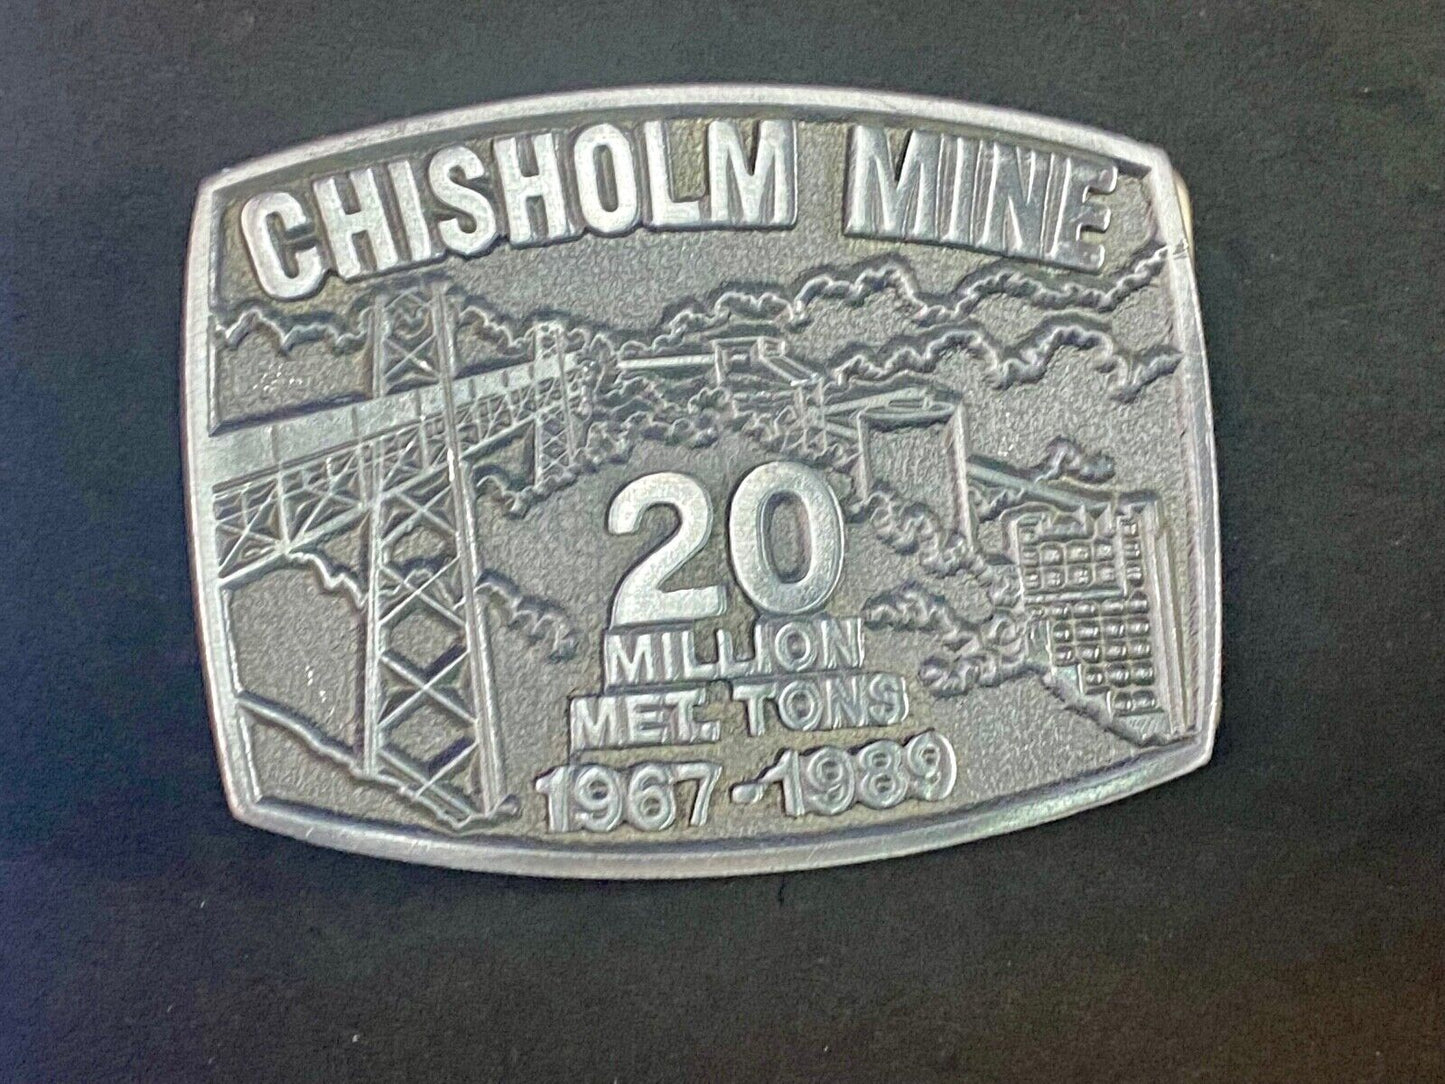 CHISHOLM MINE
20
MILLION
MET. TONS
1967-1989